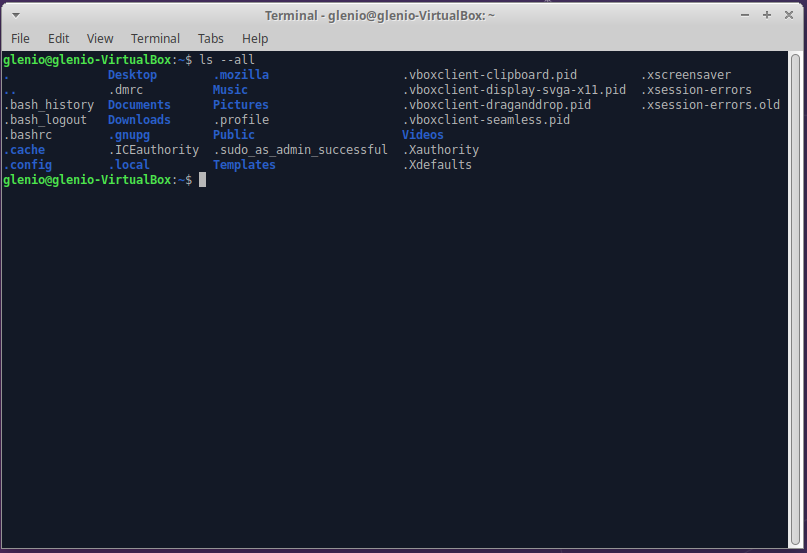 Terminal - glenio@glenio-VirtualBox: ~
File Edit View Terminal Tabs Help
glenio@glenio-VirtualBox:~$ ls --all
. Desktop .mozilla .vboxclient-clipboard.pid .xscreensaver
.. .dmrc Music .vboxclient-display-svga-x11.pid .xsession-errors
.bash_history Documents Pictures .vboxclient-draganddrop.pid .xsession-errors.old
.bash_logout Downloads .profile .vboxclient-seamless.pid
.bashrc .gnupg Public Videos
.cache .ICEauthority .sudo_as_admin_successful .Xauthority
.config .local Templates .Xdefaults
glenio@glenio-VirtualBox:~$